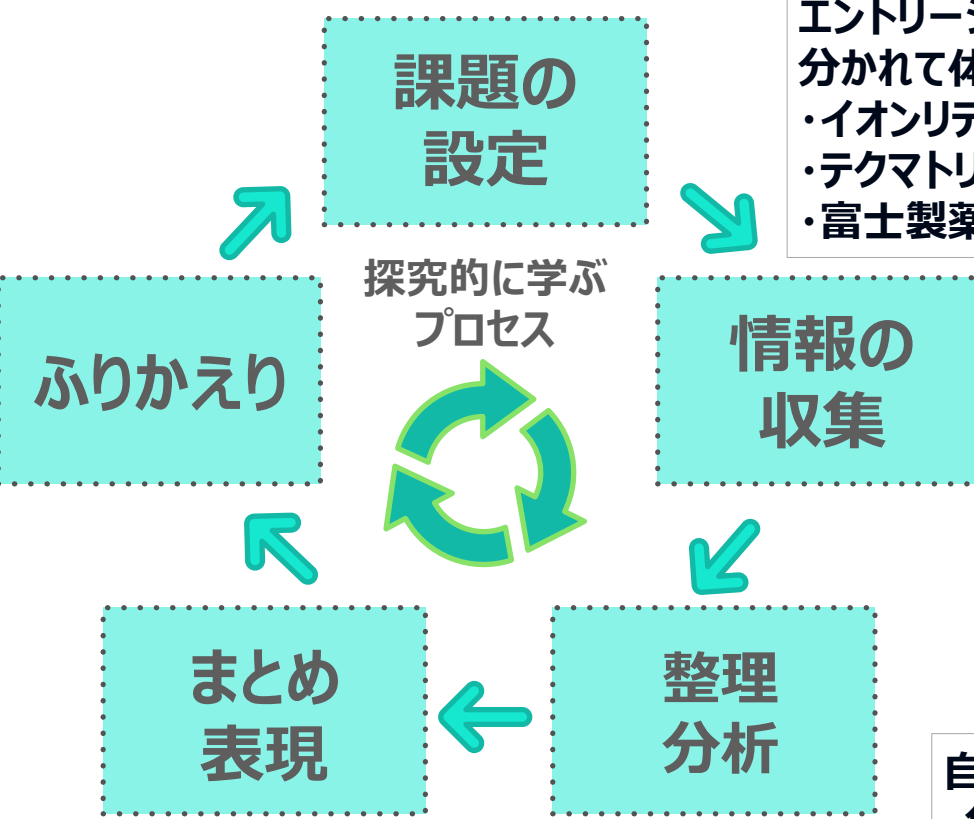 課題の
設定
エントリー
分かれて体
・イオンリテ
・テクマトリ
・富士製薬
探究的に学ぶ
プロセス
ふりかえり
情報の
収集
まとめ
表現
整理
分析
自